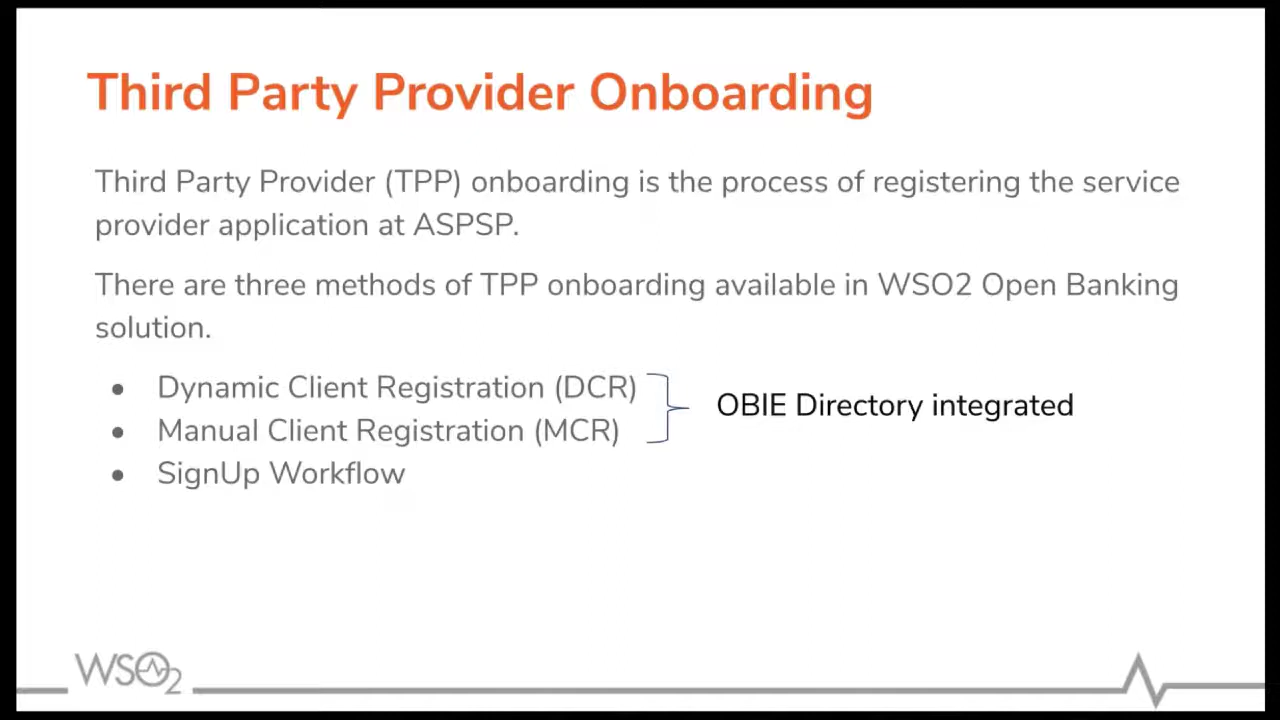 Third Party Provider Onboarding
Third Party Provider (TPP) onboarding is the process of registering the service
provider application at ASPSP.
There are three methods of TPP onboarding available in WSO2 Open Banking
solution.
● Dynamic Client Registration (DCR)
● Manual Client Registration (MCR)
OBIE Directory integrated
● SignUp Workflow
WSO2